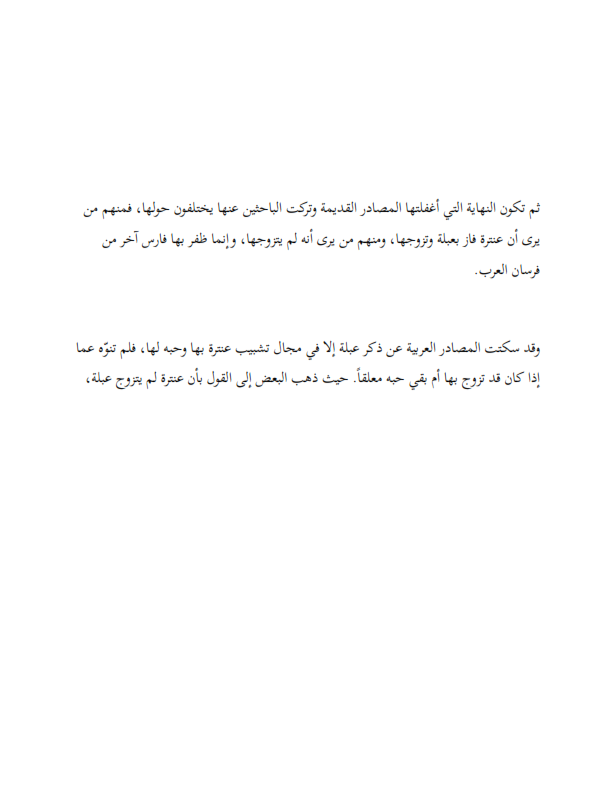 ثم تكون النهاية التي أغفلتها المصادر القديمة وتركت الباحثين عنها يختلفون حولها، فمنهم من
يرى أن عنترة فاز بعبلة وتزوجها، ومنهم من يرى أنه لم يتزوجها، وإنما ظفر بها فارس آخر من
فرسان العرب.
وقد سكتت المصادر العربية عن ذكر عبلة إلا في مجال تشبيب عنترة بها وحبه لها، فلم تنوّه عما
إذا كان قد تزوج بها أم بقي حبه معلقاً. حيث ذهب البعض إلى القول بأن عنترة لم يتزوج عبلة،